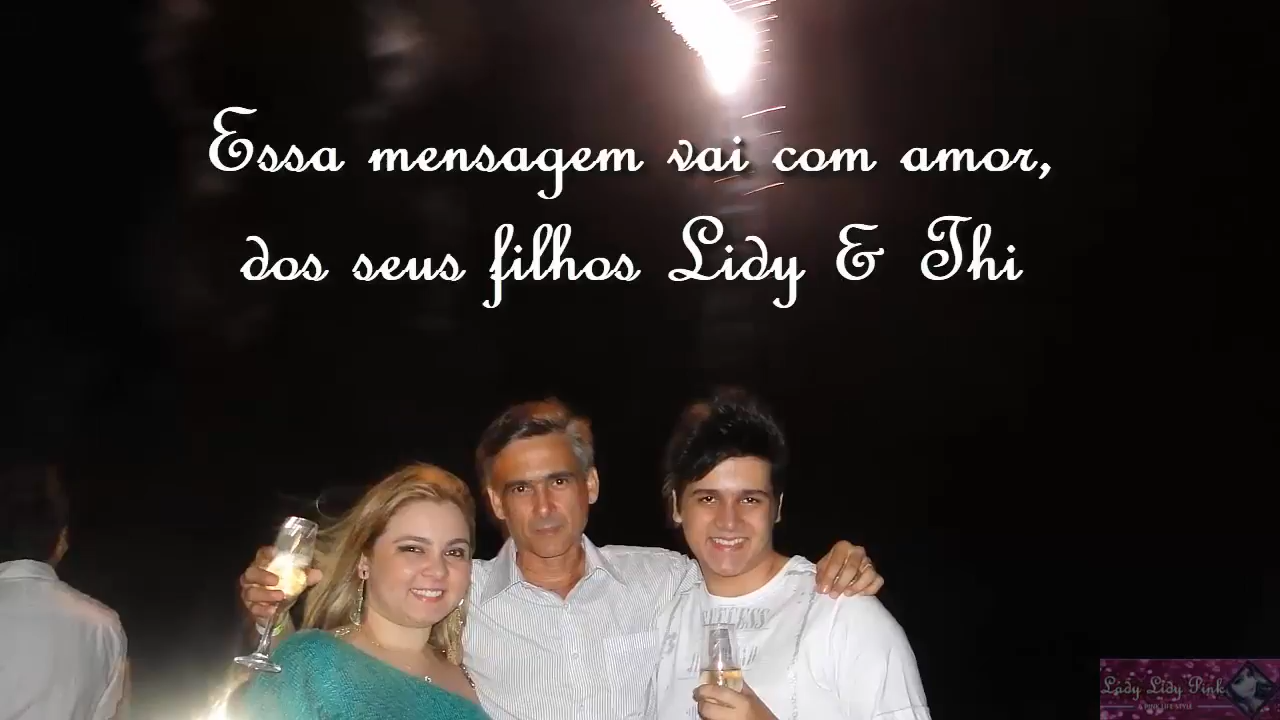 Essa mensagem vai com amor,
dos seus filhos Lidy & Thi
Lady Lidy Pink